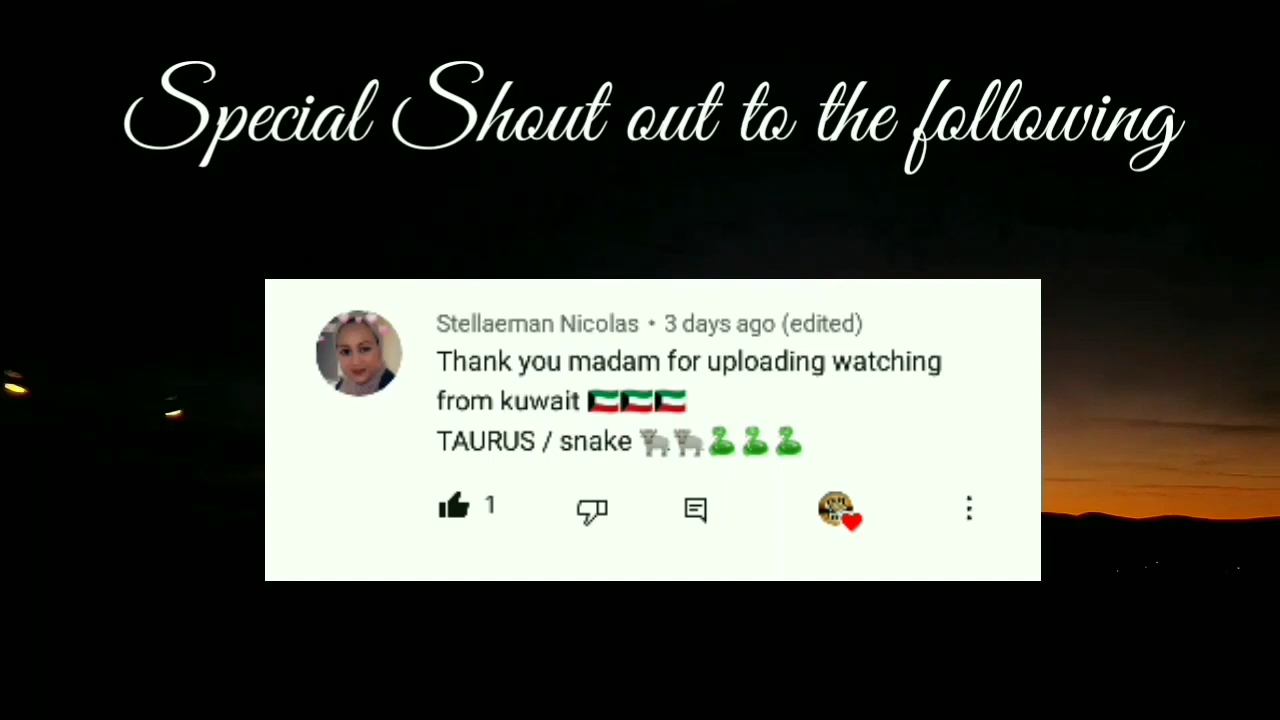 Special Shout out to the following
Stellaeman Nicolas • 3 days ago (edited)
Thank you madam for uploading watching
from kuwait 🇰🇼🇰🇼🇰🇼
TAURUS / snake 🐏🐏🐍🐍🐍
1